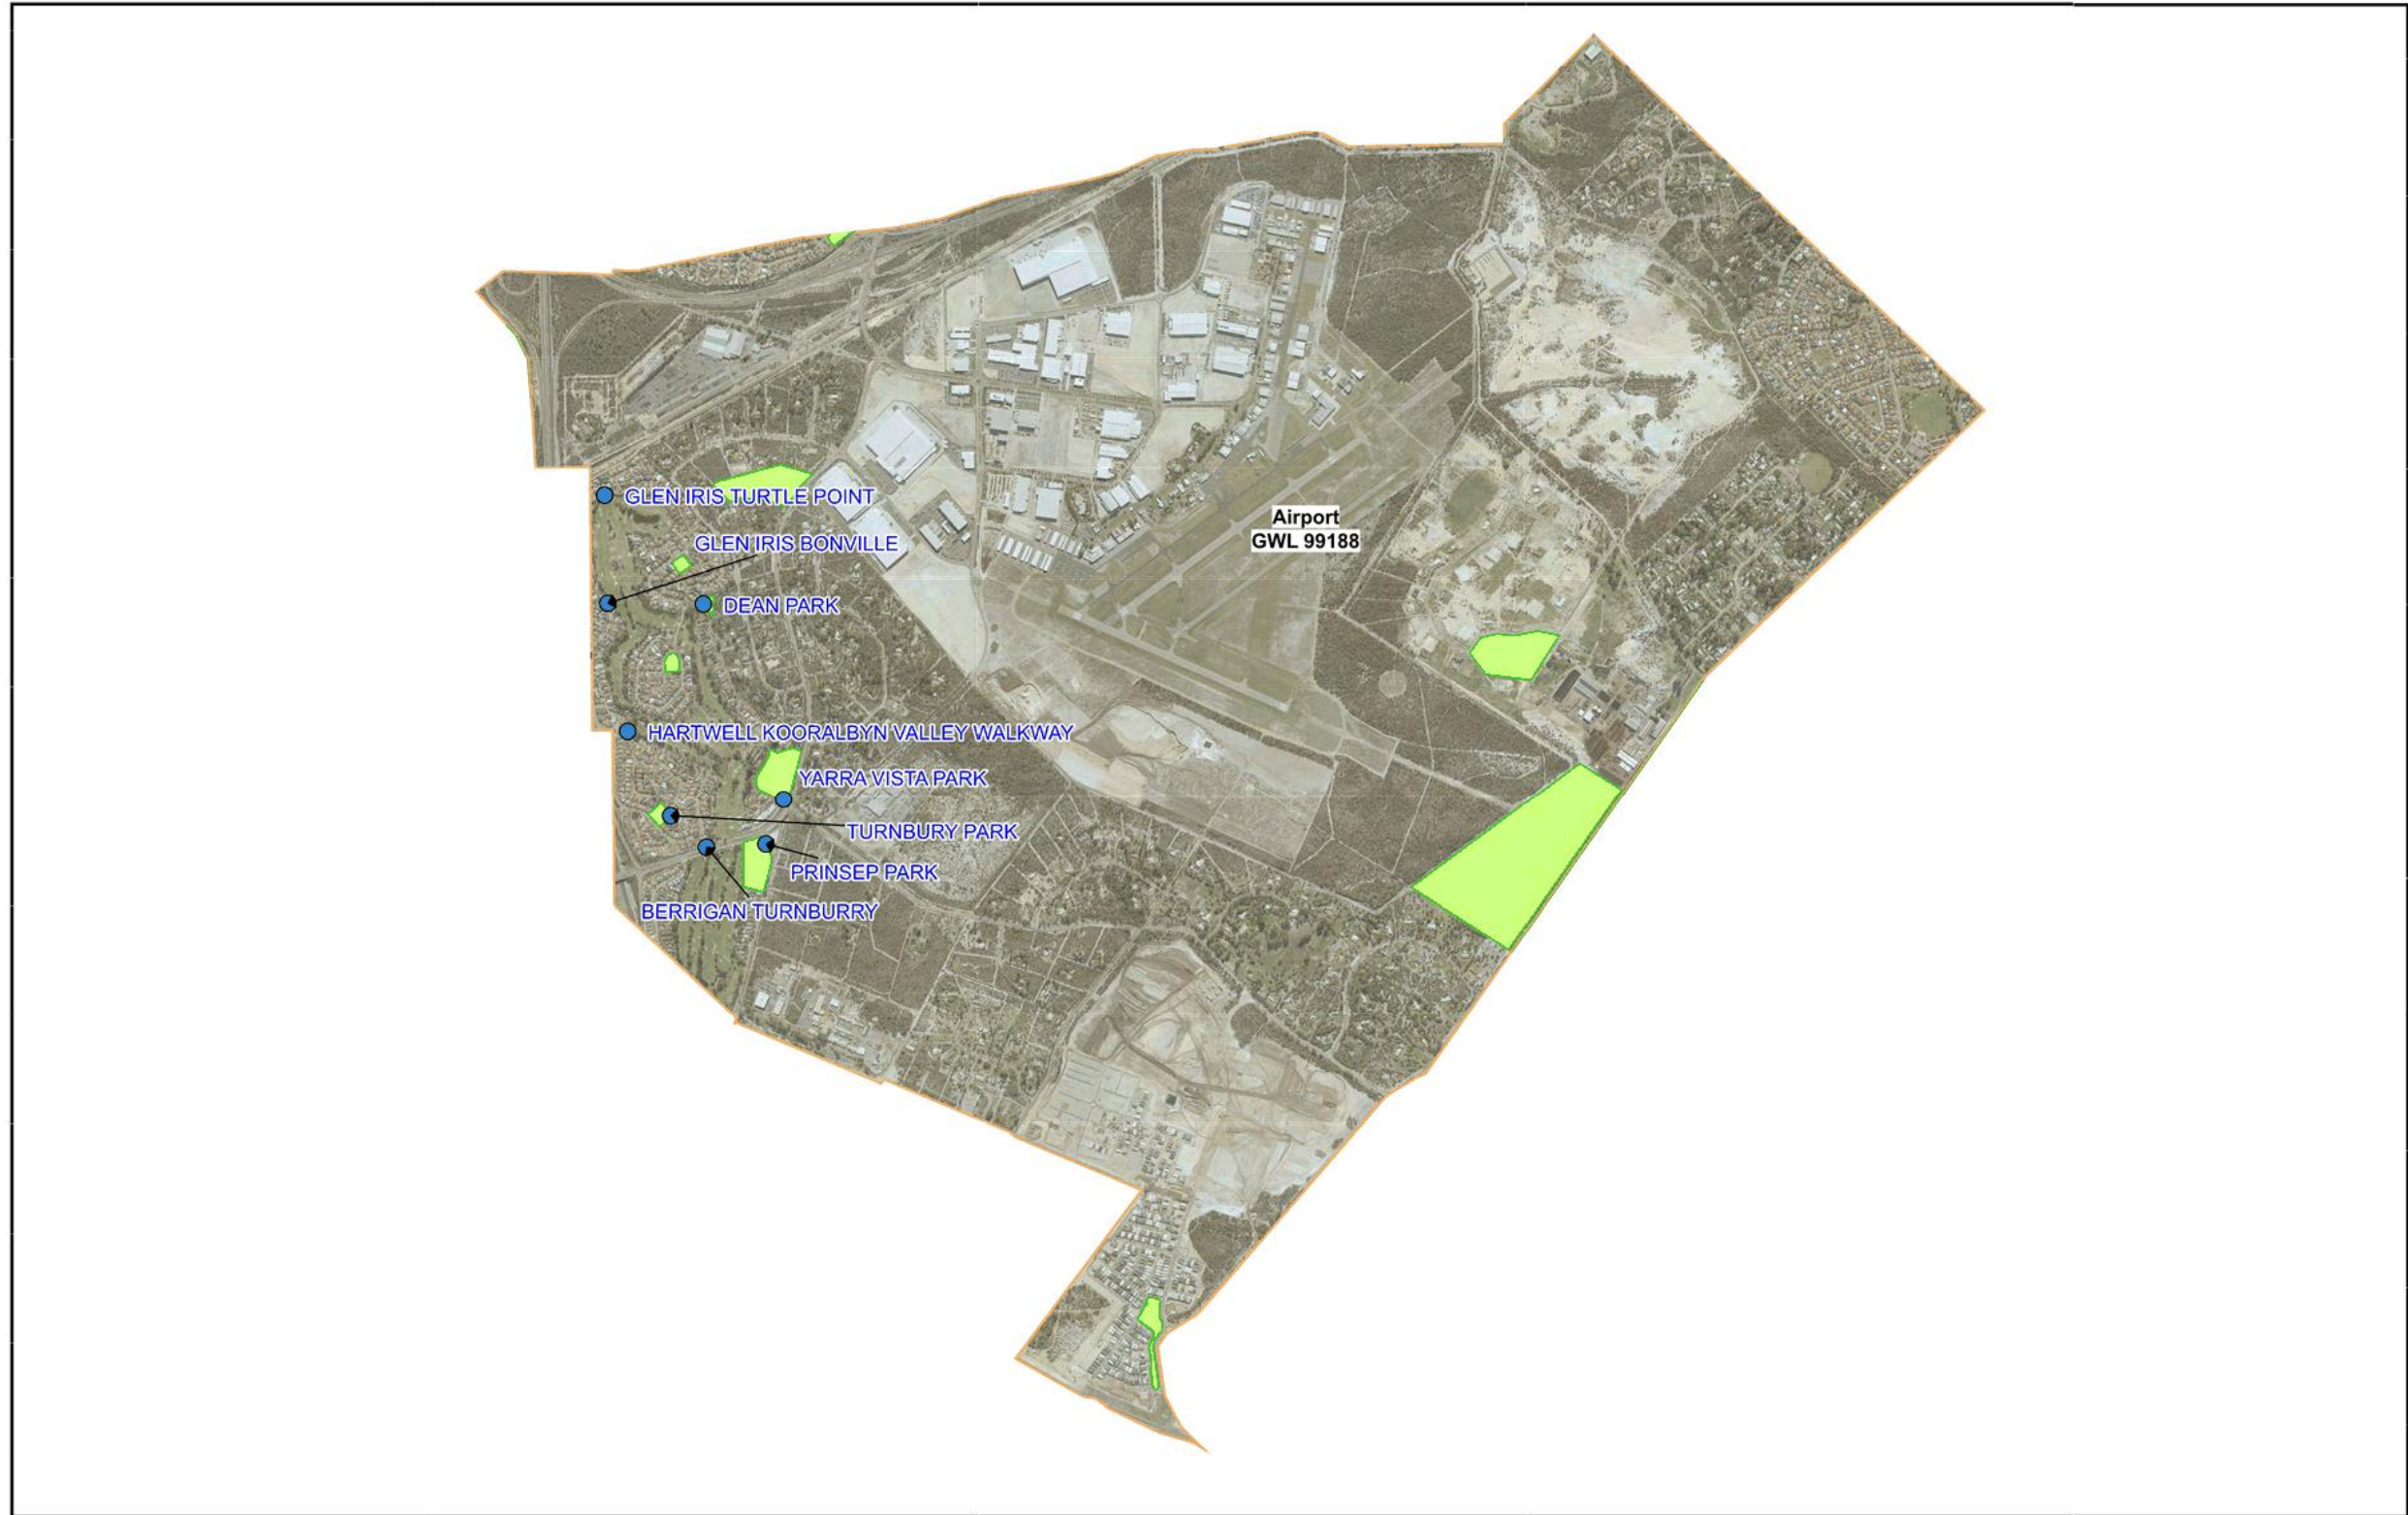 GLEN IRIS TURTLE POINT
Airport
GWL 99188
GLEN IRIS BONVILLE
DEAN PARK
HARTWELL KOORALBYN VALLEY WALKWAY
YARRA VISTA PARK
TURNBURY PARK
PRINSEP PARK
BERRIGAN TURNBURRY